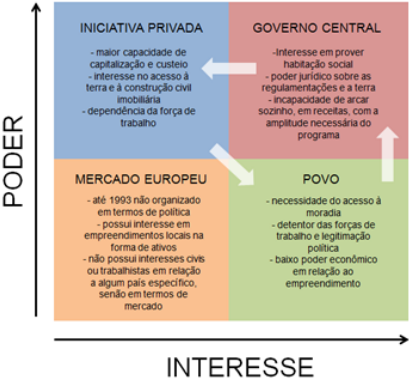 PODER
INICIATIVA PRIVADA
- maior capacidade de
capitalização e custeio
- interesse no acesso à
terra e à construção civil
imobiliária
- dependência da força de
trabalho
GOVERNO CENTRAL
-Interesse em prover
habitação social
- poder jurídico sobre as
regulamentações e a terra
- incapacidade de arcar
sozinho, em receitas, com a
amplitude necessária do
programa
MERCADO EUROPEU
- até 1993 não organizado
em termos de política
- possui interesse em
empreendimentos locais na
forma de ativos
- não possui interesses civis
ou trabalhistas em relação
a algum país específico,
senão em termos de
mercado
POVO
- necessidade do acesso à
moradia
- detentor das forças de
trabalho e legitimação
política
- baixo poder econômico
em relação ao
empreendimento
INTERESSE